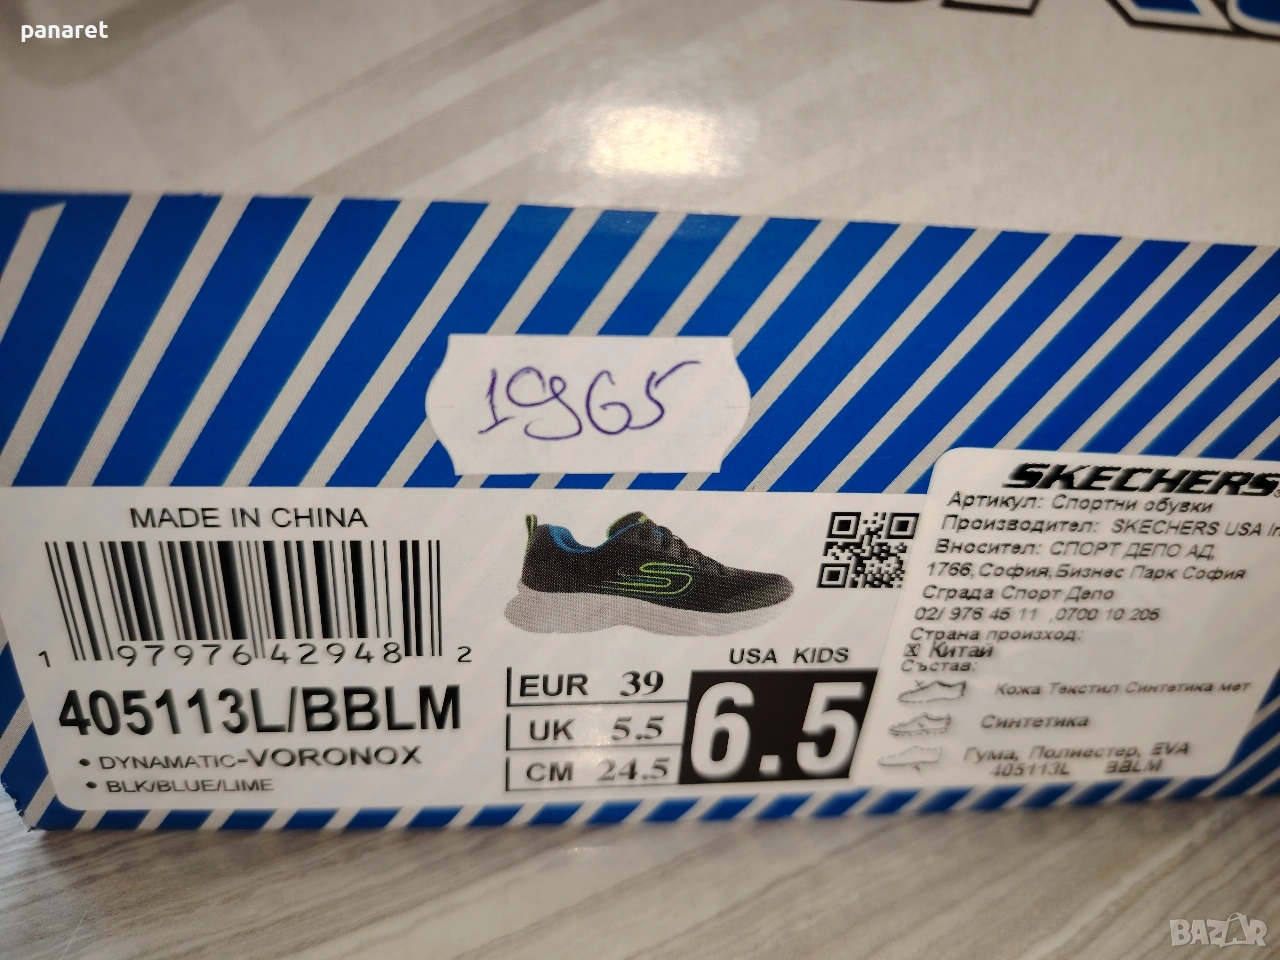 panaret
19965
MADE IN CHINA
1 97976 42948 2
405113L/BBLM
• DYNAMATIC-VORONOX
• BLK/BLUE/LIME
USA KIDS
EUR 39
UK 5.5
CM 24.5
6.5
SKECHERS
Артикул: Спортни обувки
Производител: SKECHERS USA In
Вносител: СПОРТ ДЕПО АД,
1766, София, Бизнес Парк София
Сграда Спорт Депо
02/ 976 45 11 ,0700 10 205
Страна произход:
Китай
Състав:
Кожа Текстил Синтетика мет
Синтетика
Гума, Полиестер, EVA
405113L BBLM
BAZAR